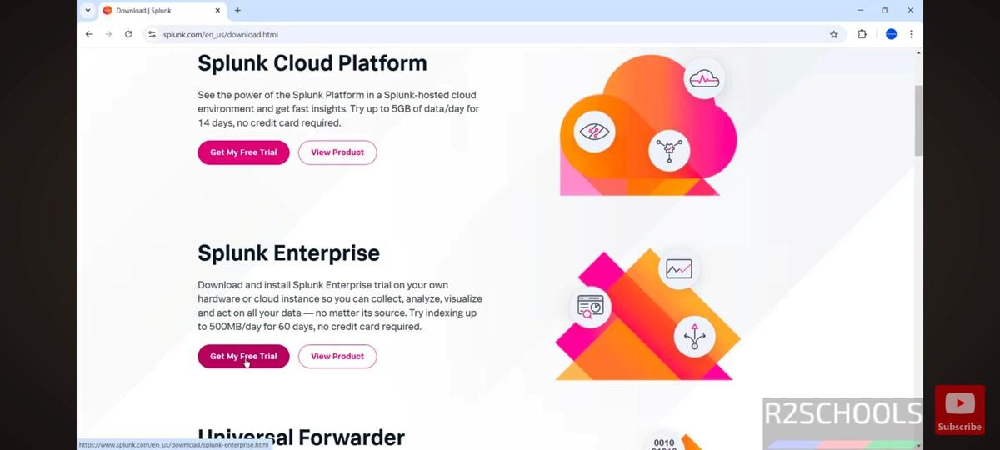 Download | Splunk
splunk.com/en_us/download.html
Splunk Cloud Platform
See the power of the Splunk Platform in a Splunk-hosted cloud
environment and get fast insights. Try up to 5GB of data/day for
14 days, no credit card required.
Get My Free Trial
View Product
Splunk Enterprise
Download and install Splunk Enterprise trial on your own
hardware or cloud instance so you can collect, analyze, visualize
and act on all your data — no matter its source. Try indexing up
to 500MB/day for 60 days, no credit card required.
Get My Free Trial
View Product
Universal Forwarder
0010
R2SCHOOLS
Subscribe
https://www.splunk.com/en_us/download/splunk-enterprise.html